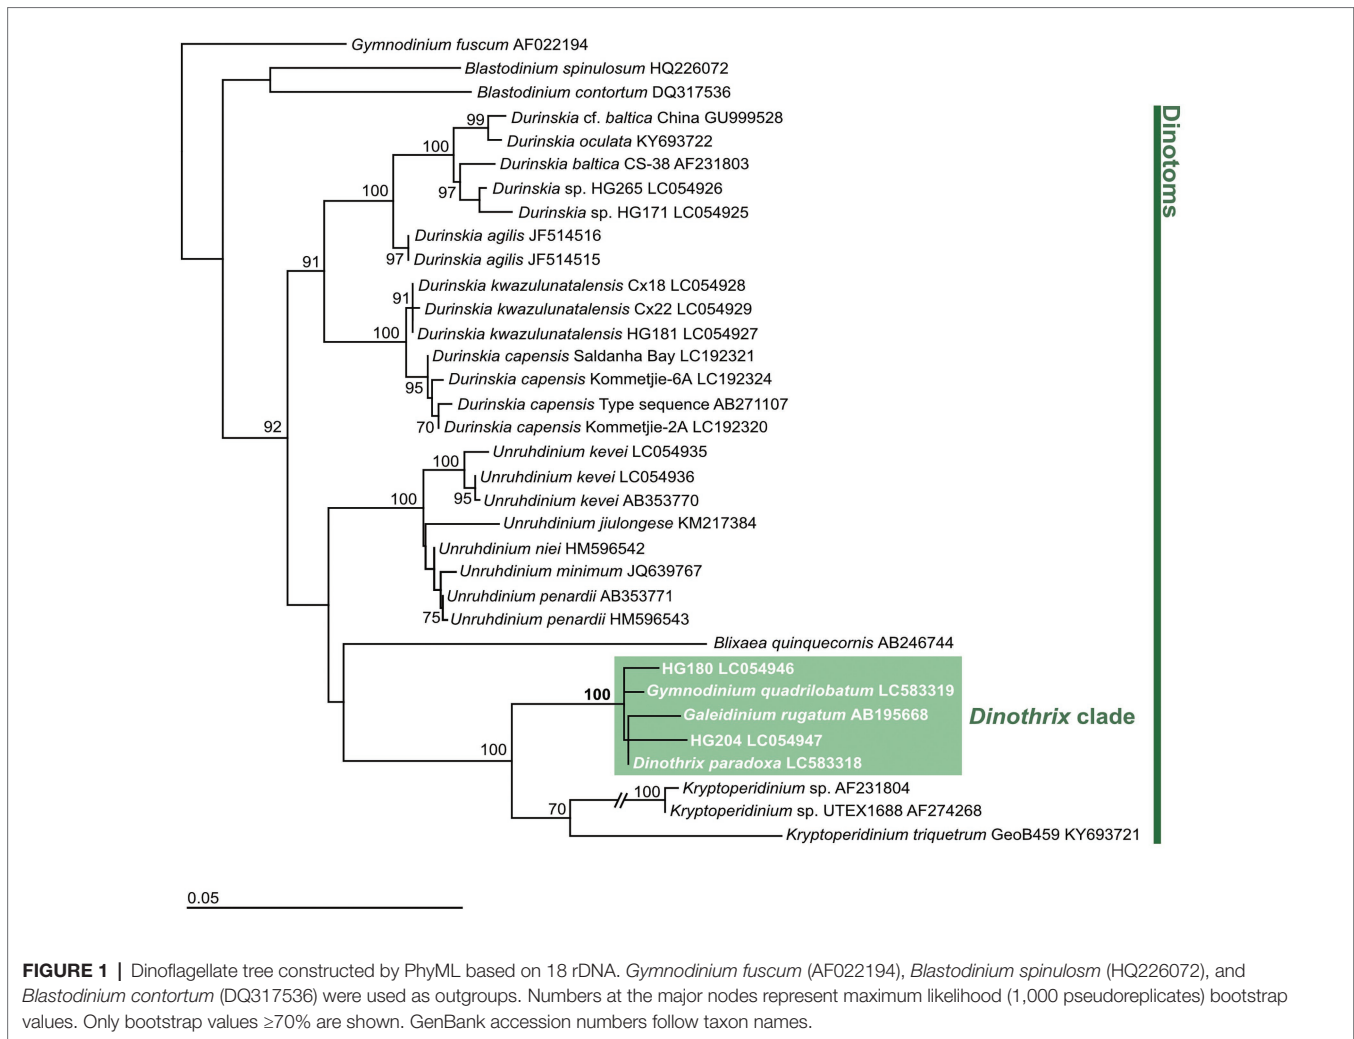 Gymnodinium fuscum AF022194
Blastodinium spinulosum HQ226072
Blastodinium contortum DQ317536
99 Durinskia cf. baltica China GU999528
Durinskia oculata KY693722
100
Durinskia baltica CS-38 AF231803
97 Durinskia sp. HG265 LC054926
100
Durinskia sp. HG171 LC054925
Durinskia agilis JF514516
97 Durinskia agilis JF514515
91
Durinskia kwazulunatalensis Cx18 LC054928
91
Durinskia kwazulunatalensis Cx22 LC054929
100 Durinskia kwazulunatalensis HG181 LC054927
Durinskia capensis Saldanha Bay LC192321
Durinskia capensis Kommetjie-6A LC192324
95
Durinskia capensis Type sequence AB271107
92
70 Durinskia capensis Kommetjie-2A LC192320
Unruhdinium kevei LC054935
100
Unruhdinium kevei LC054936
100 95 Unruhdinium kevei AB353770
Unruhdinium jiulongese KM217384
Unruhdinium niei HM596542
Unruhdinium minimum JQ639767
Unruhdinium penardii AB353771
75 Unruhdinium penardii HM596543
Blixaea quinquecornis AB246744
HG180 LC054946
100 Gymnodinium quadrilobatum LC583319
Galeidinium rugatum AB195668
HG204 LC054947
100
Dinothrix paradoxa LC583318
Dinothrix clade
Kryptoperidinium sp. AF231804
100
70 Kryptoperidinium sp. UTEX1688 AF274268
Kryptoperidinium triquetrum GeoB459 KY693721
Dinotoms
0.05
FIGURE 1 | Dinoflagellate tree constructed by PhyML based on 18 rDNA. Gymnodinium fuscum (AF022194), Blastodinium spinulosm (HQ226072), and
Blastodinium contortum (DQ317536) were used as outgroups. Numbers at the major nodes represent maximum likelihood (1,000 pseudoreplicates) bootstrap
values. Only bootstrap values ≥70% are shown. GenBank accession numbers follow taxon names.